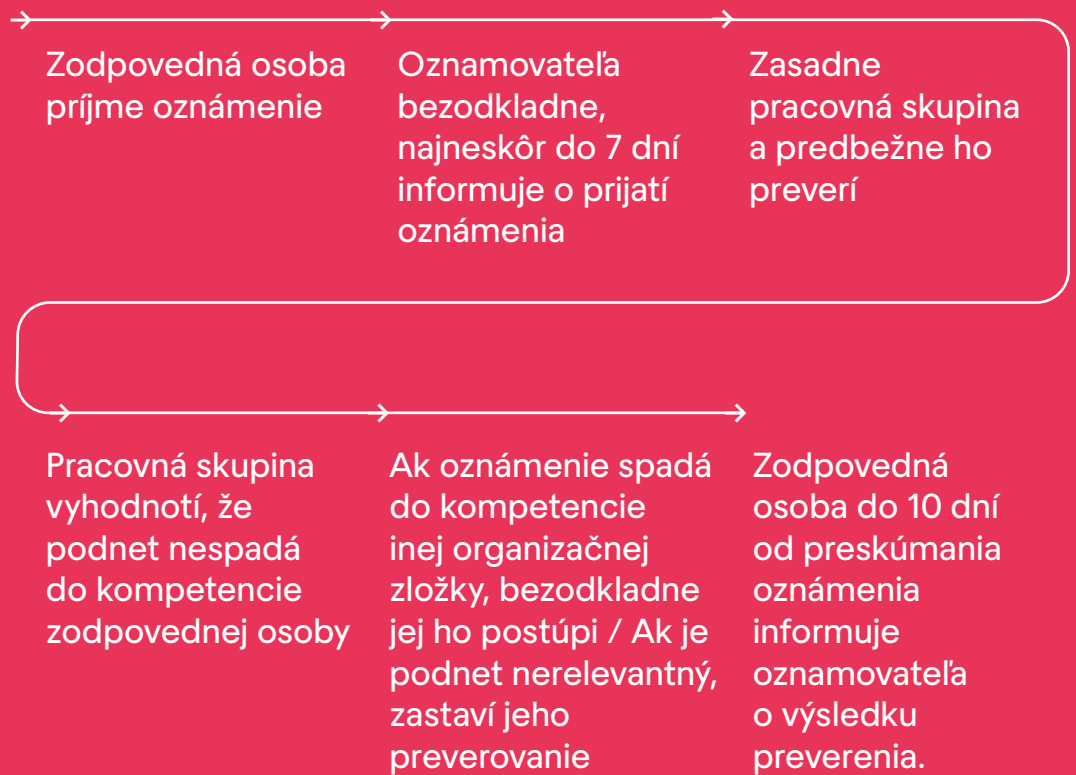 Zodpovedná osoba
príjme oznámenie
Oznamovateľa
bezodkladne,
najneskôr do 7 dní
informuje o prijatí
oznámenia
Zasadne
pracovná skupina
a predbežne ho
preverí
Pracovná skupina
vyhodnotí, že
podnet nespadá
do kompetencie
zodpovednej osoby
Ak oznámenie spadá
do kompetencie
inej organizačnej
zložky, bezodkladne
jej ho postúpi / Ak je
podnet nerelevantný,
zastaví jeho
preverovanie
Zodpovedná
osoba do 10 dní
od preskúmania
oznámenia
informuje
oznamovateľa
o výsledku
preverenia.